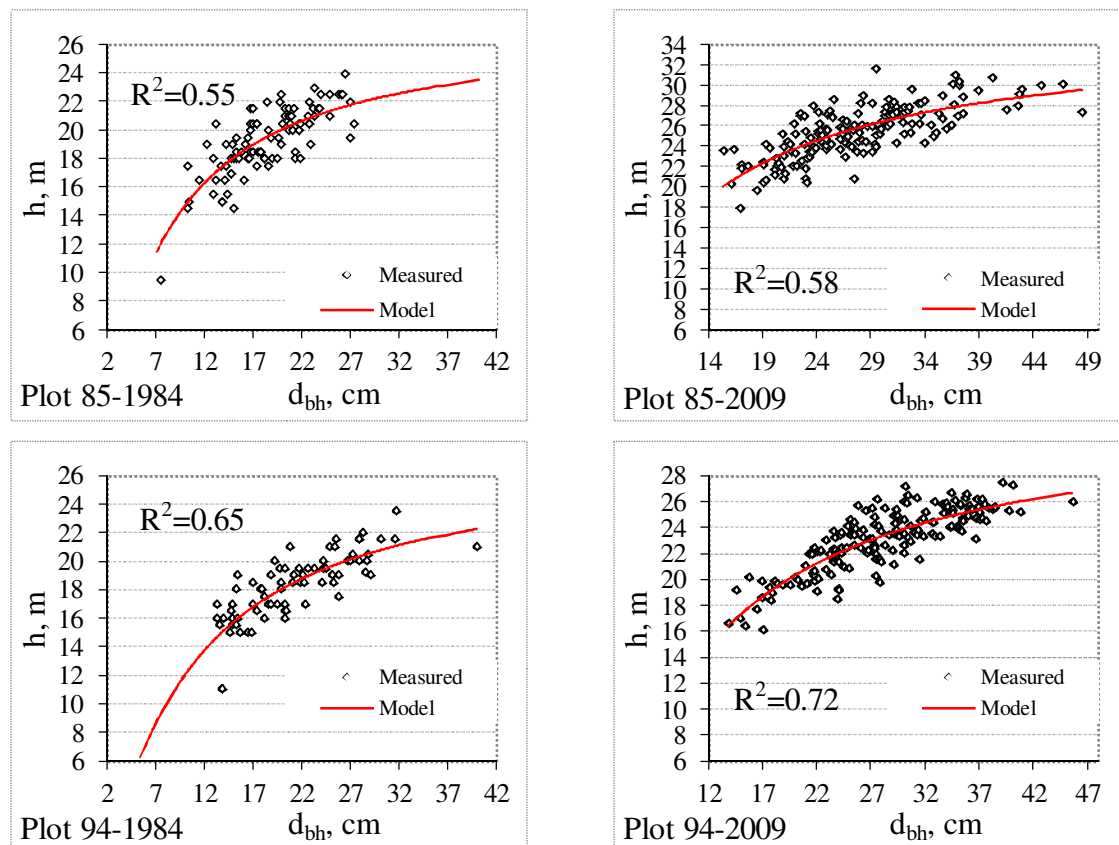 26
24
22
20
18
16
14
12
10
8
6
h, m
R²=0.55
Measured
Model
2 7 12 17 22 27 32 37 42
Plot 85-1984 d_bh, cm
34
32
30
28
26
24
22
20
18
16
14
12
10
8
6
h, m
R²=0.58
Measured
Model
14 19 24 29 34 39 44 49
Plot 85-2009 d_bh, cm
26
24
22
20
18
16
14
12
10
8
6
h, m
R²=0.65
Measured
Model
2 7 12 17 22 27 32 37 42
Plot 94-1984 d_bh, cm
28
26
24
22
20
18
16
14
12
10
8
6
h, m
R²=0.72
Measured
Model
12 17 22 27 32 37 42 47
Plot 94-2009 d_bh, cm